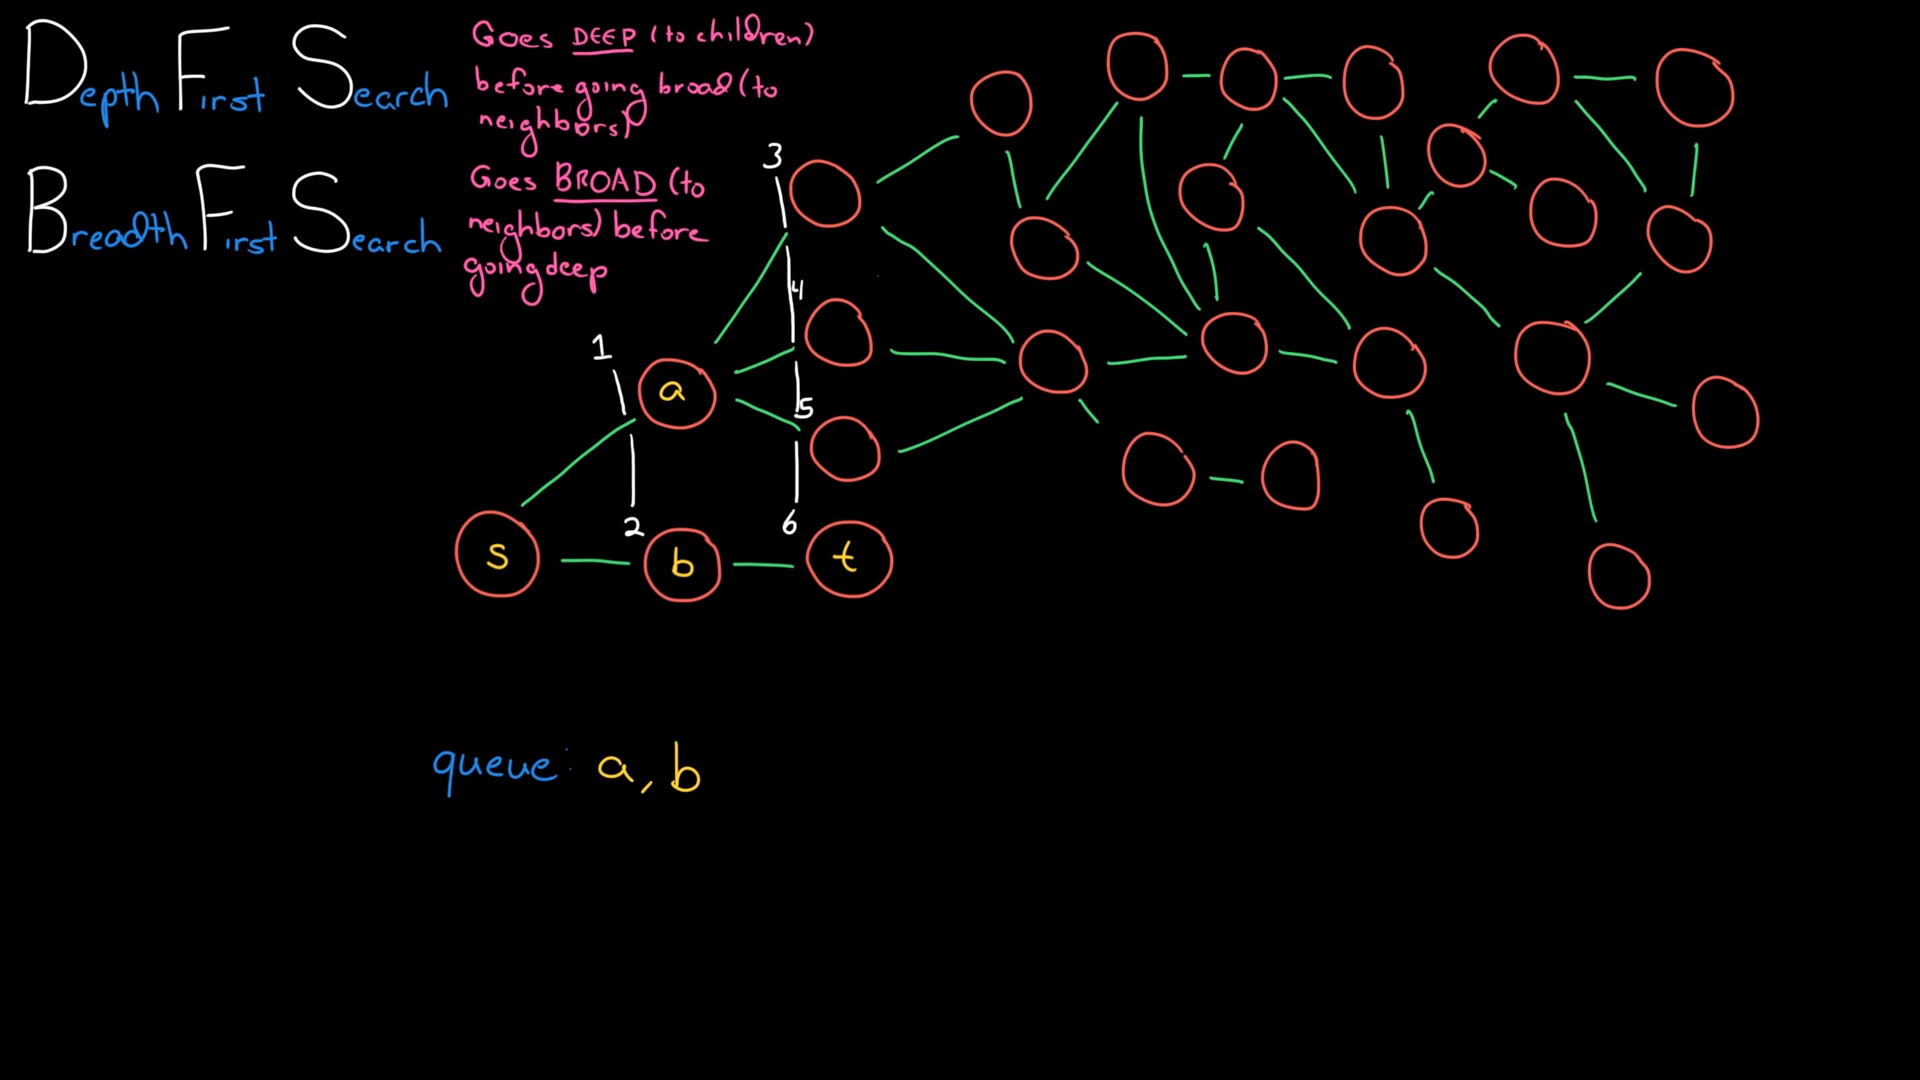 Depth First Search
Goes DEEP (to children)
before going broad (to
neighbors)
Breadth First Search
Goes BROAD (to
neighbors) before
going deep
3
4
1
a
5
2
6
s
b
t
queue: a, b